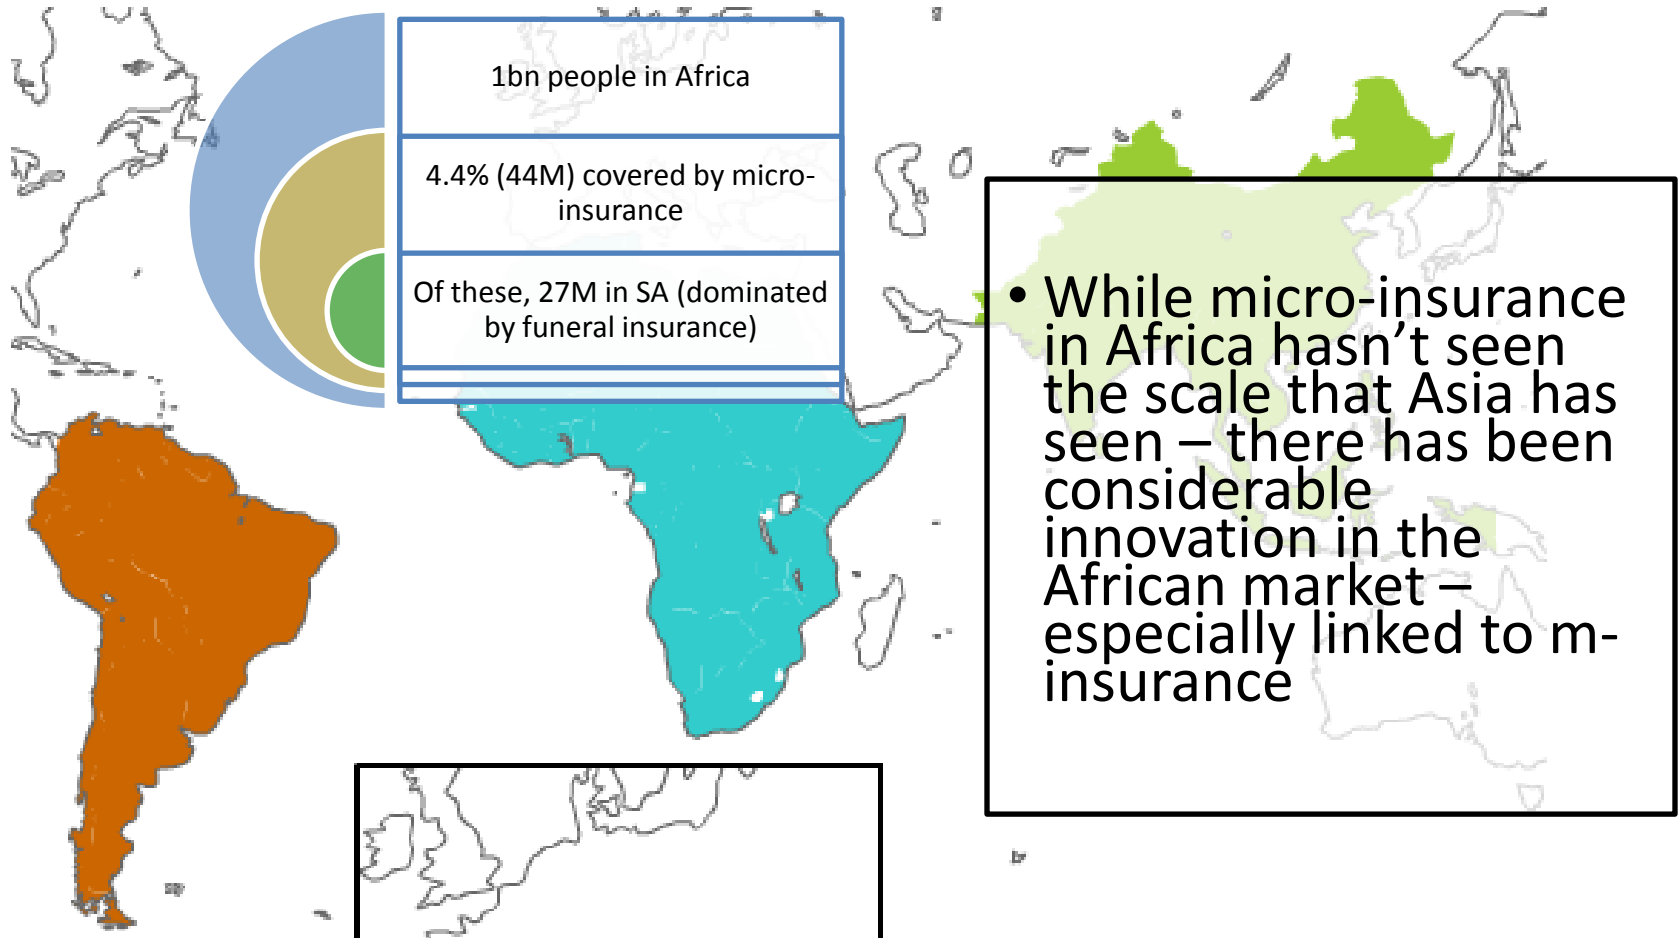 1bn people in Africa
4.4% (44M) covered by micro-
insurance
Of these, 27M in SA (dominated
by funeral insurance)
• While micro-insurance
in Africa hasn’t seen
the scale that Asia has
seen – there has been
considerable
innovation in the
African market –
especially linked to m-
insurance